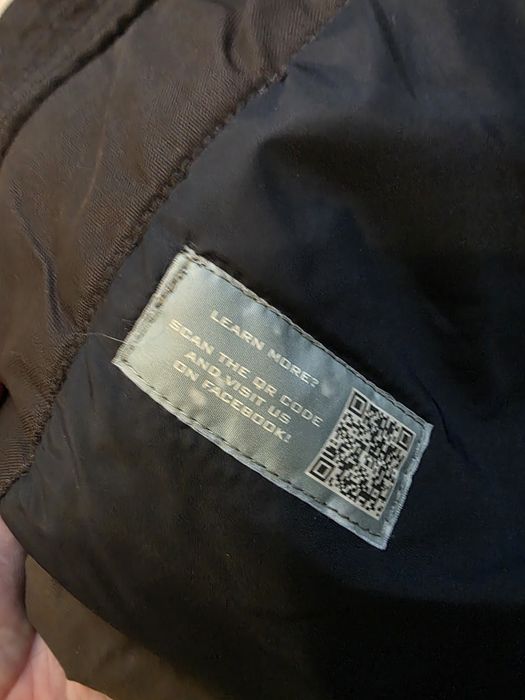 LEARN MORE?
SCAN THE QR CODE
AND VISIT US
ON FACEBOOK!